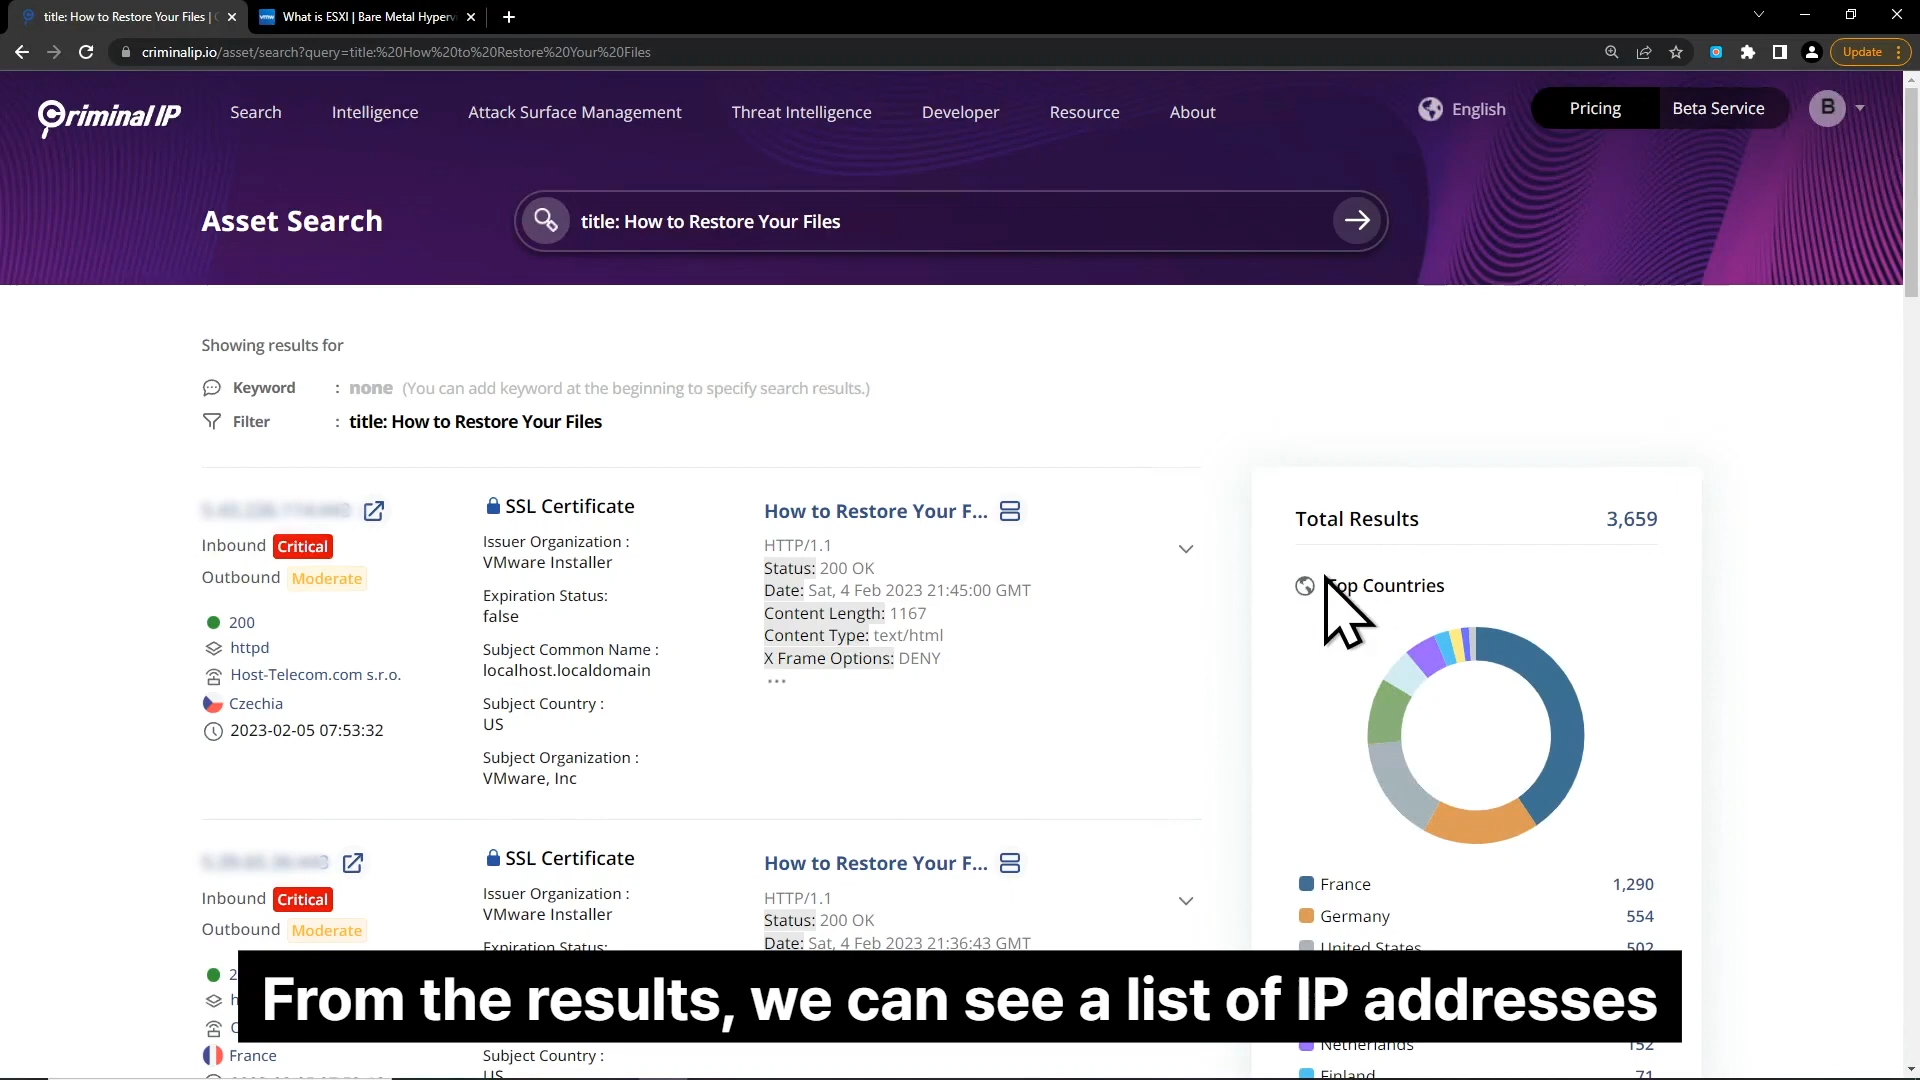 title: How to Restore Your Files |
What is ESXI | Bare Metal Hyperv
criminalip.io/asset/search?query=title:%20How%20to%20Restore%20Your%20Files
Update
Criminal IP
Search
Intelligence
Attack Surface Management
Threat Intelligence
Developer
Resource
About
English
Pricing
Beta Service
B
Asset Search
title: How to Restore Your Files
Showing results for
Keyword : none (You can add keyword at the beginning to specify search results.)
Filter : title: How to Restore Your Files
Inbound Critical
Outbound Moderate
200
httpd
Host-Telecom.com s.r.o.
Czechia
2023-02-05 07:53:32
SSL Certificate
Issuer Organization :
VMware Installer
Expiration Status:
false
Subject Common Name :
localhost.localdomain
Subject Country :
US
Subject Organization :
VMware, Inc
How to Restore Your F...
HTTP/1.1
Status: 200 OK
Date: Sat, 4 Feb 2023 21:45:00 GMT
Content Length: 1167
Content Type: text/html
X Frame Options: DENY
...
Total Results 3,659
Top Countries
France 1,290
Germany 554
United States 502
Netherlands 152
Finland 71
Inbound Critical
Outbound Moderate
France
SSL Certificate
Issuer Organization :
VMware Installer
Expiration Status:
Subject Country :
US
How to Restore Your F...
HTTP/1.1
Status: 200 OK
Date: Sat, 4 Feb 2023 21:36:43 GMT
From the results, we can see a list of IP addresses